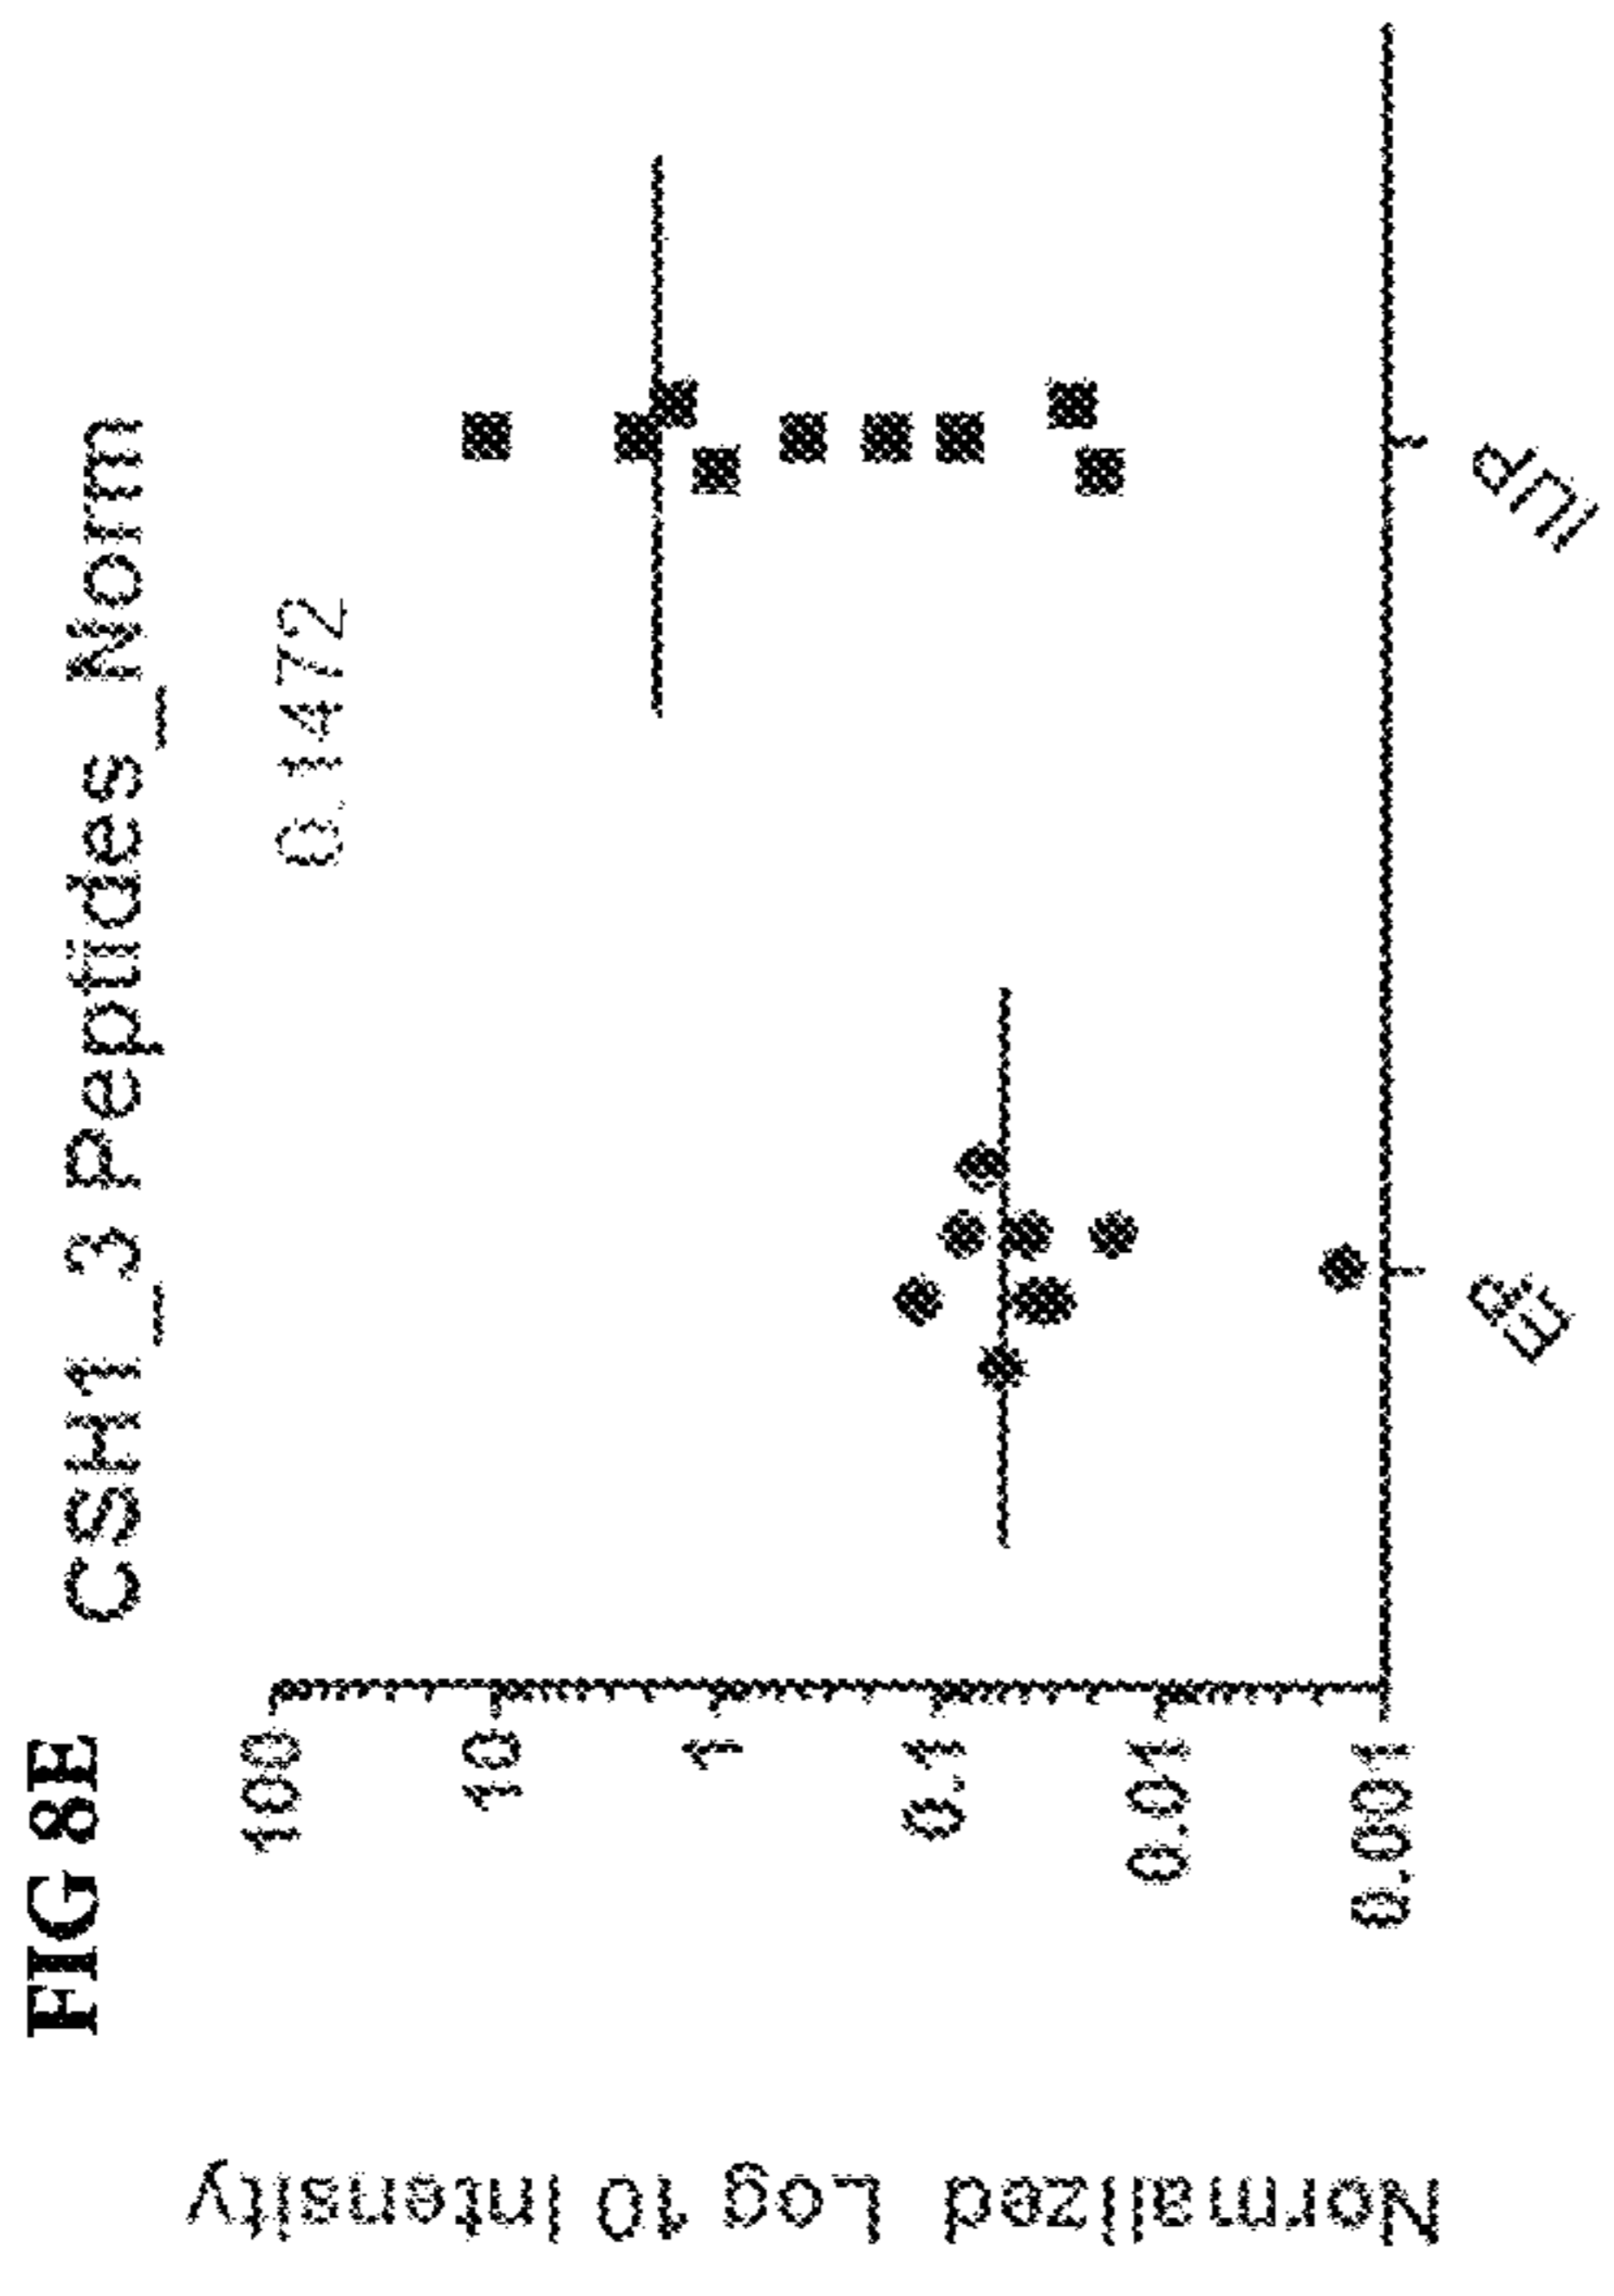 FIG 8E
CSH1_3 Peptides_Norm
0.1472
Normalized Log 10 Intensity
100
10
1
0.1
0.01
0.001
PE
IUP